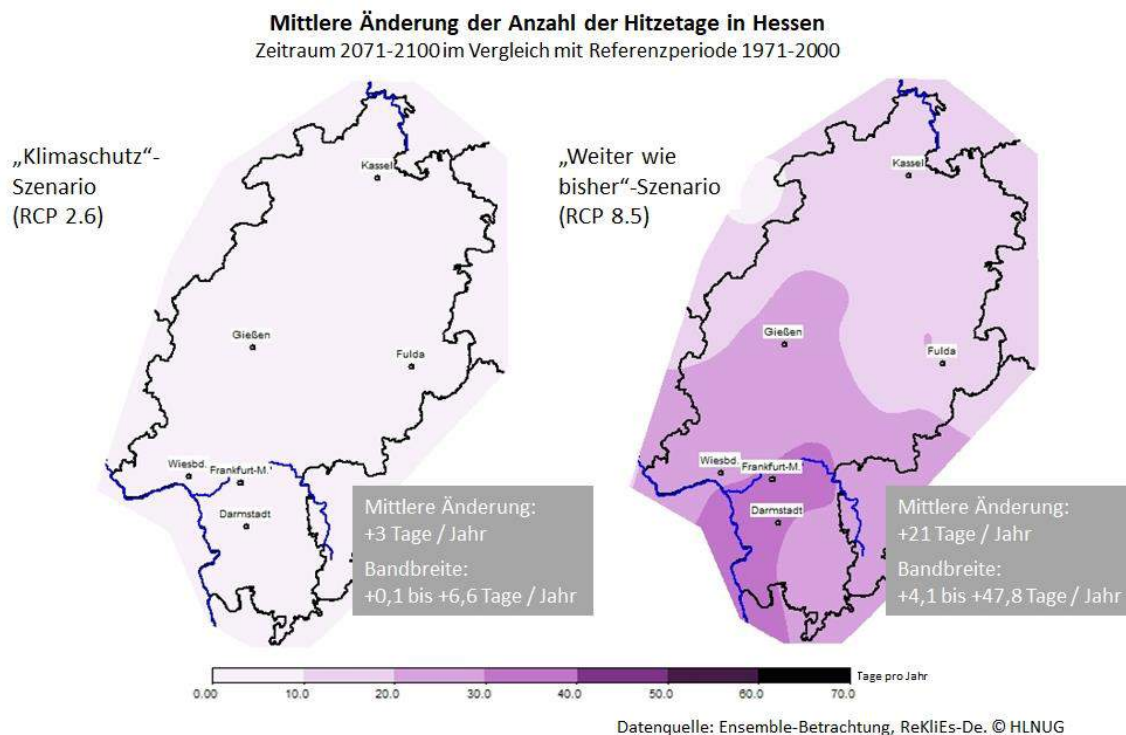 Mittlere Änderung der Anzahl der Hitzetage in Hessen
Zeitraum 2071-2100 im Vergleich mit Referenzperiode 1971-2000
„Klimaschutz“-
Szenario
(RCP 2.6)
Kassel
Gießen
Fulda
Wiesbd.
Frankfurt-M.
Darmstadt
Mittlere Änderung:
+3 Tage / Jahr
Bandbreite:
+0,1 bis +6,6 Tage / Jahr
„Weiter wie
bisher“-Szenario
(RCP 8.5)
Kassel
Gießen
Fulda
Wiesbd.
Frankfurt-M.
Darmstadt
Mittlere Änderung:
+21 Tage / Jahr
Bandbreite:
+4,1 bis +47,8 Tage / Jahr
0.00 10.0 20.0 30.0 40.0 50.0 60.0 70.0 Tage pro Jahr
Datenquelle: Ensemble-Betrachtung, ReKliEs-De. © HLNUG